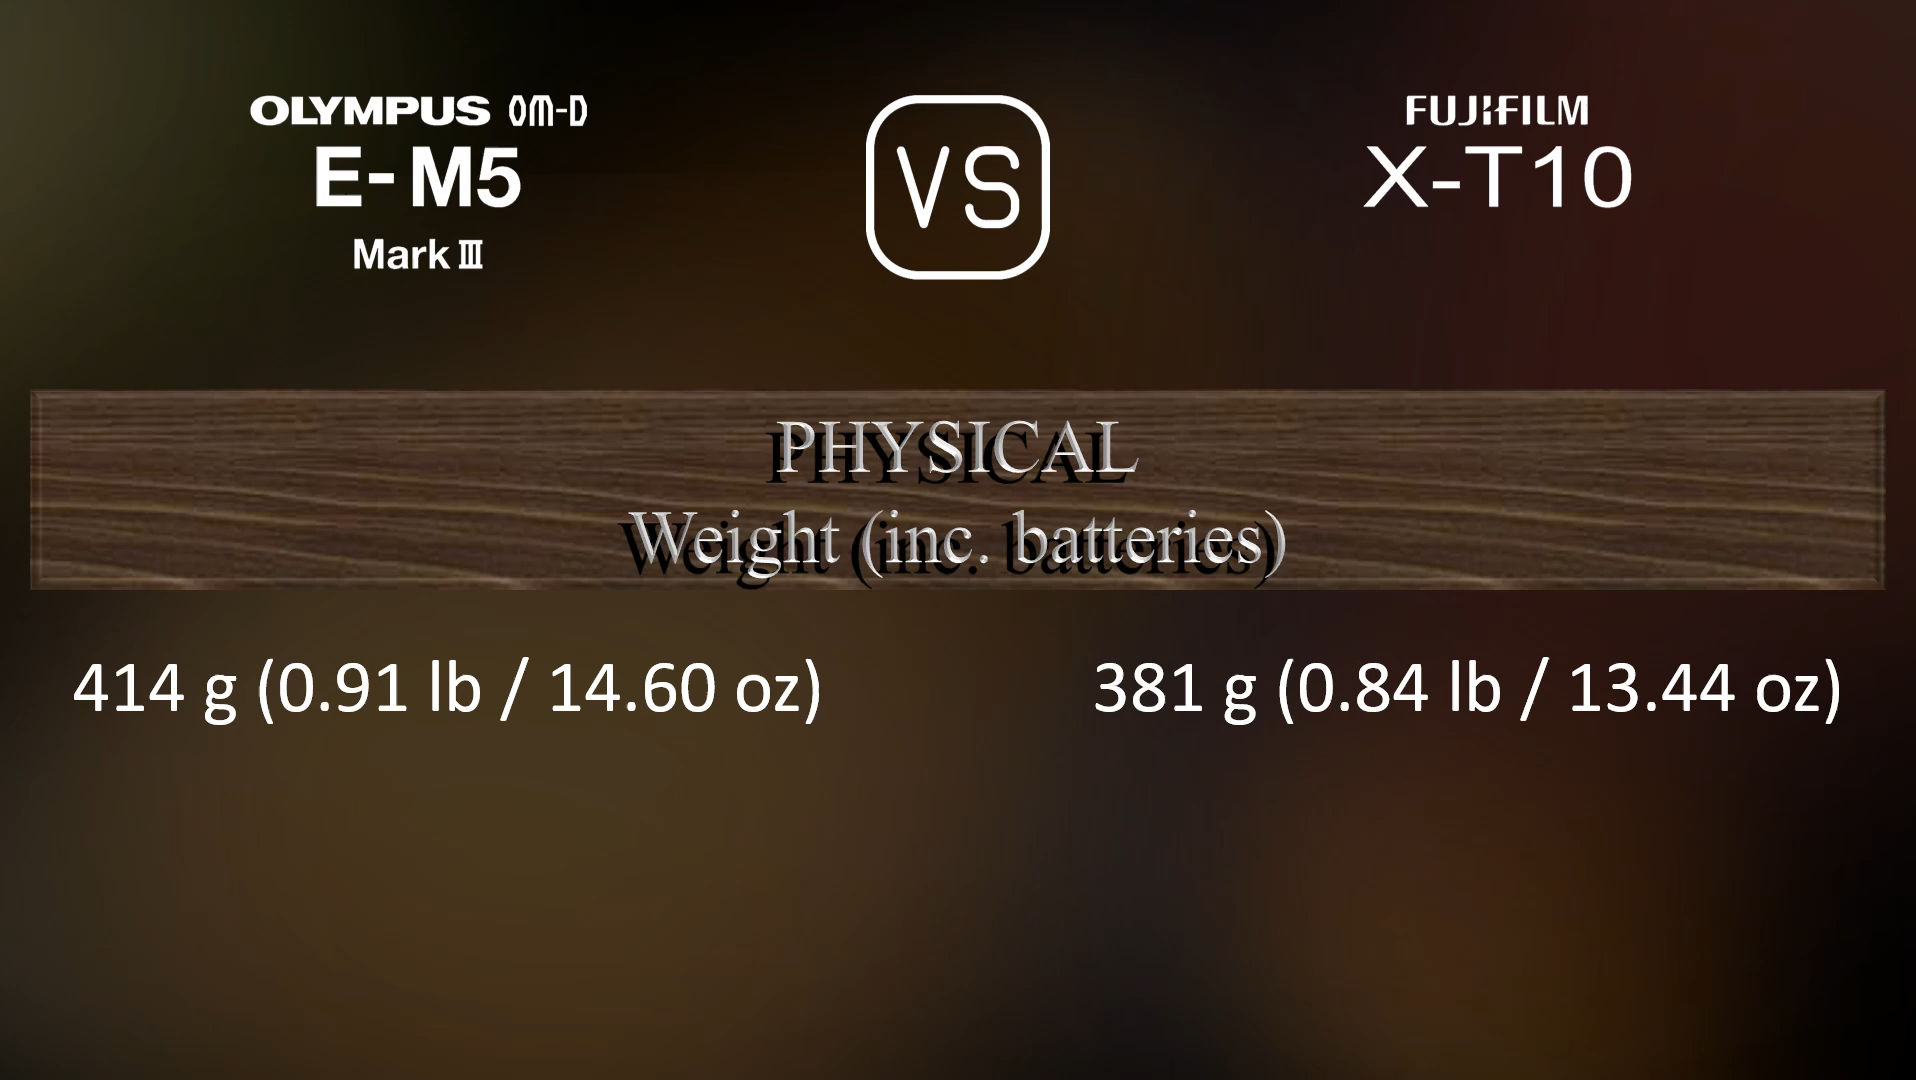 OLYMPUS OM-D
E-M5
Mark III
VS
FUJIFILM
X-T10
PHYSICAL
Weight (inc. batteries)
414 g (0.91 lb / 14.60 oz)
381 g (0.84 lb / 13.44 oz)